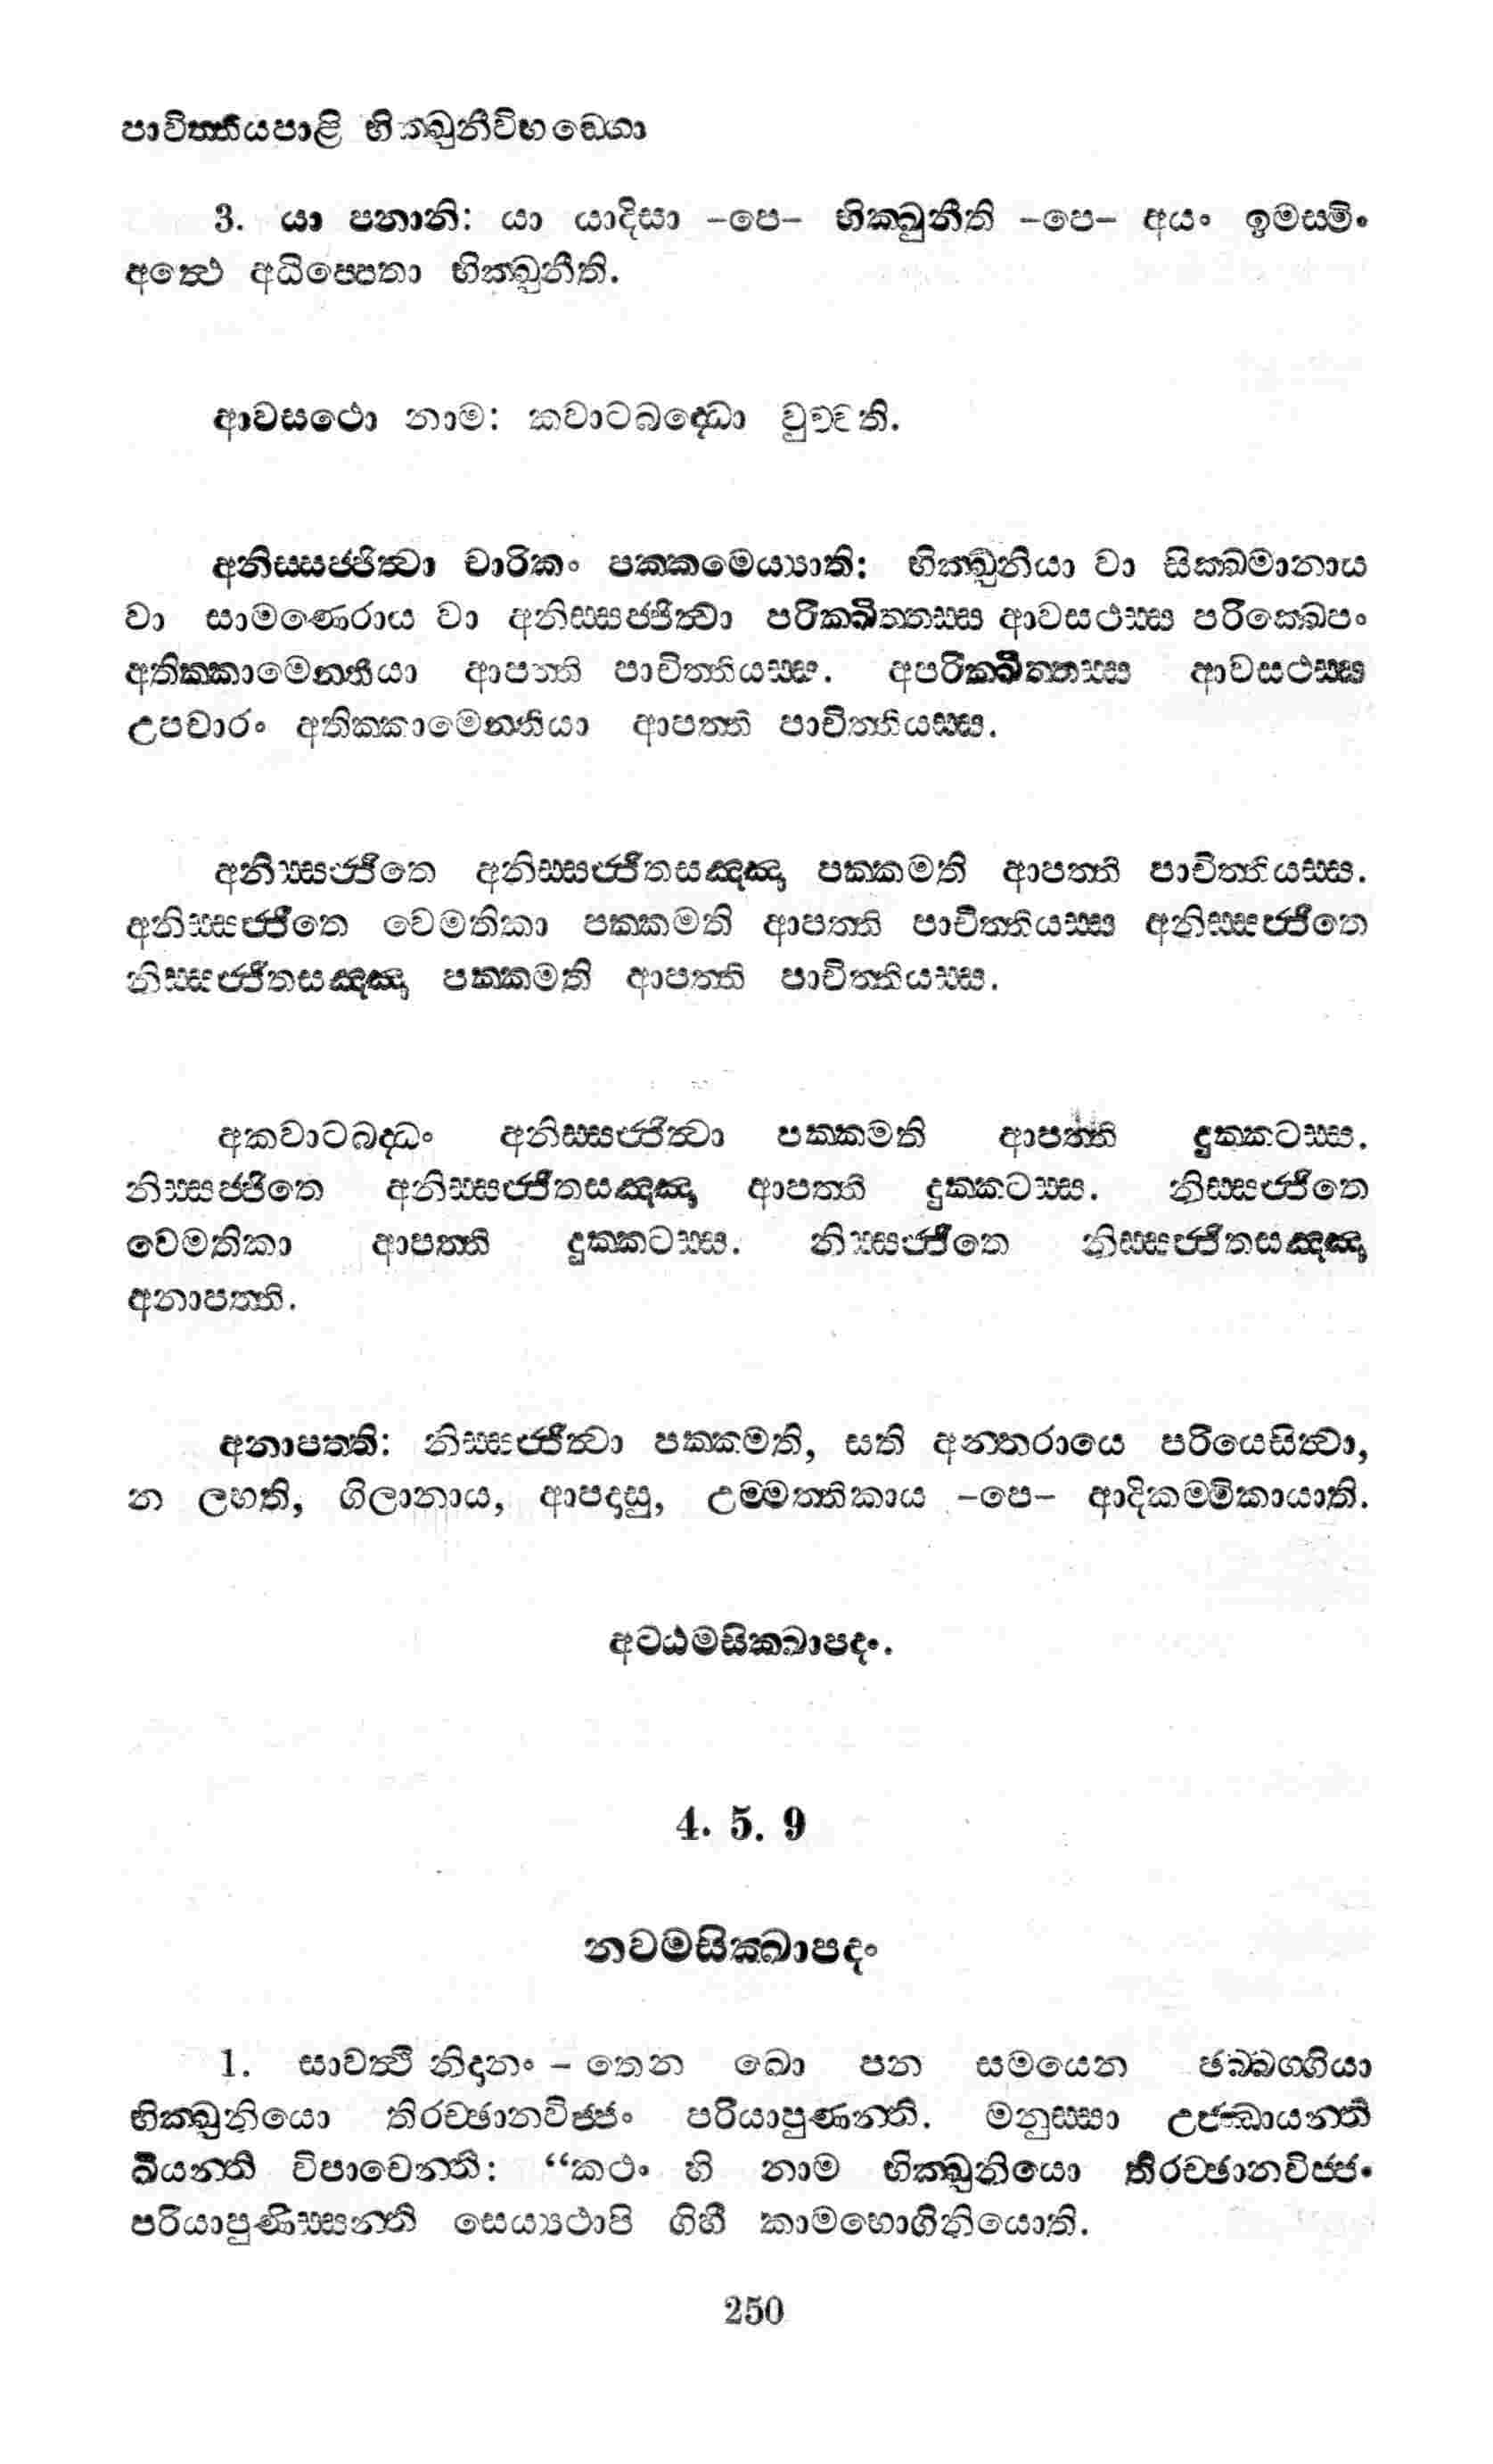 පාචිත්තියපාළි භික්ඛුනීවිභඞ්ගො
3. යා පනානි: යා යාදිසා –පෙ– භික්ඛුනීති –පෙ– අයං ඉමස්මිං
අත්ථෙ අධිප්පෙතා භික්ඛුනීති.
ආවසථො නාම: කවාටබද්ධො වුච්චති.
අනිස්සජ්ජිත්වා චාරිකං පක්කමෙය්‍යාති: භික්ඛුනියා වා සික්ඛමානාය
වා සාමණෙරාය වා අනිස්සජ්ජිත්වා පරික්ඛිත්තස්ස ආවසථස්ස පරික්ඛෙපං
අතික්කාමෙන්තියා ආපත්ති පාචිත්තියස්ස. අපරික්ඛිත්තස්ස ආවසථස්ස
උපචාරං අතික්කාමෙන්තියා ආපත්ති පාචිත්තියස්ස.
අනිස්සජ්ජිතෙ අනිස්සජ්ජිතසඤ්ඤා පක්කමති ආපත්ති පාචිත්තියස්ස.
අනිස්සජ්ජිතෙ වෙමතිකා පක්කමති ආපත්ති පාචිත්තියස්ස අනිස්සජ්ජිතෙ
නිස්සජ්ජිතසඤ්ඤා පක්කමති ආපත්ති පාචිත්තියස්ස.
අකවාටබද්ධං අනිස්සජ්ජිත්වා පක්කමති ආපත්ති දුක්කටස්ස.
නිස්සජ්ජිතෙ අනිස්සජ්ජිතසඤ්ඤා ආපත්ති දුක්කටස්ස. නිස්සජ්ජිතෙ
වෙමතිකා ආපත්ති දුක්කටස්ස. නිස්සජ්ජිතෙ නිස්සජ්ජිතසඤ්ඤා
අනාපත්ති.
අනාපත්ති: නිස්සජ්ජිත්වා පක්කමති, සති අන්තරායෙ පරියෙසිත්වා,
න ලභති, ගිලානාය, ආපදාසු, උම්මත්තිකාය –පෙ– ආදිකම්මිකායාති.
අට්ඨමසික්ඛාපදං.
4. 5. 9
නවමසික්ඛාපදං
1. සාවත්ථි නිදානං – තෙන ඛො පන සමයෙන ඡබ්බග්ගියා
භික්ඛුනියො තිරච්ඡානවිජ්ජං පරියාපුණන්ති. මනුස්සා උජ්ඣායන්ති
ඛීයන්ති විපාචෙන්ති: “කථං හි නාම භික්ඛුනියො තිරච්ඡානවිජ්ජං
පරියාපුණිස්සන්ති සෙය්‍යථාපි ගිහී කාමභොගිනියොති.
250